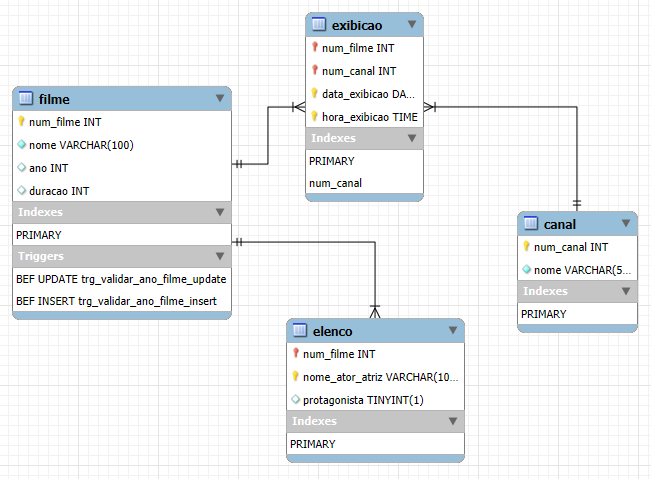 exibicao
num_filme INT
num_canal INT
data_exibicao DA...
hora_exibicao TIME
Indexes
PRIMARY
num_canal
filme
num_filme INT
nome VARCHAR(100)
ano INT
duracao INT
Indexes
PRIMARY
Triggers
BEF UPDATE trg_validar_ano_filme_update
BEF INSERT trg_validar_ano_filme_insert
canal
num_canal INT
nome VARCHAR(5...
Indexes
PRIMARY
elenco
num_filme INT
nome_ator_atriz VARCHAR(10...
protagonista TINYINT(1)
Indexes
PRIMARY